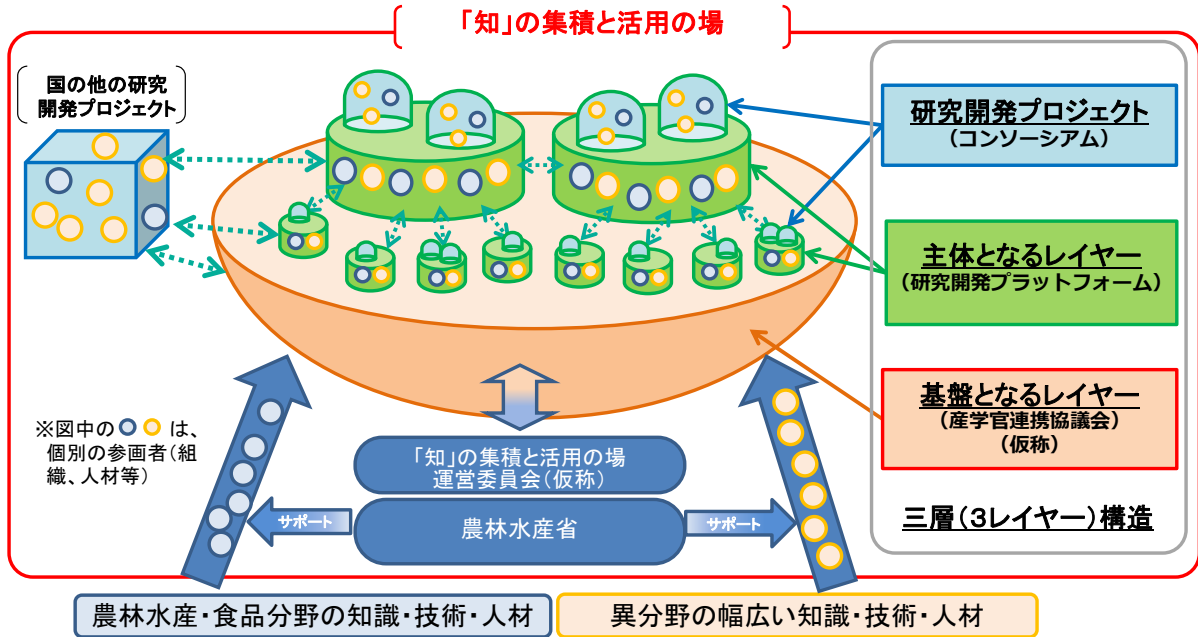 「知」の集積と活用の場
国の他の研究
開発プロジェクト
研究開発プロジェクト
（コンソーシアム）
主体となるレイヤー
（研究開発プラットフォーム）
基盤となるレイヤー
（産学官連携協議会）
（仮称）
三層（３レイヤー）構造
※図中の は、
個別の参画者（組
織、人材等）
「知」の集積と活用の場
運営委員会（仮称）
サポート
農林水産省
サポート
農林水産・食品分野の知識・技術・人材
異分野の幅広い知識・技術・人材